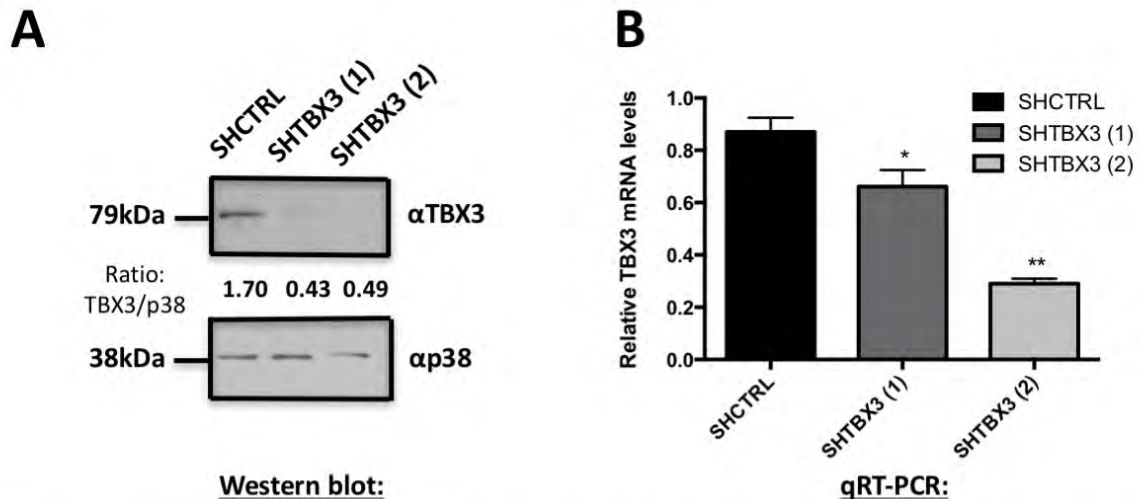 A
SHCTRL
SHTBX3 (1)
SHTBX3 (2)
79kDa
αTBX3
Ratio:
TBX3/p38
1.70 0.43 0.49
38kDa
αp38
Western blot:
B
Relative TBX3 mRNA levels
1.0
0.8
0.6
0.4
0.2
0.0
*
**
SHCTRL
SHTBX3 (1)
SHTBX3 (2)
SHCTRL
SHTBX3 (1)
SHTBX3 (2)
qRT-PCR: